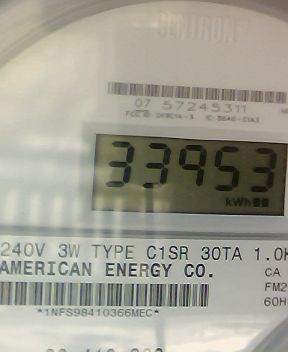 CENTRON
07 57245311
33953
kWh
240V 3W TYPE C1SR 30TA 1.0K
AMERICAN ENERGY CO.
CA
FM2
60H
*1NFS98410366MEC*